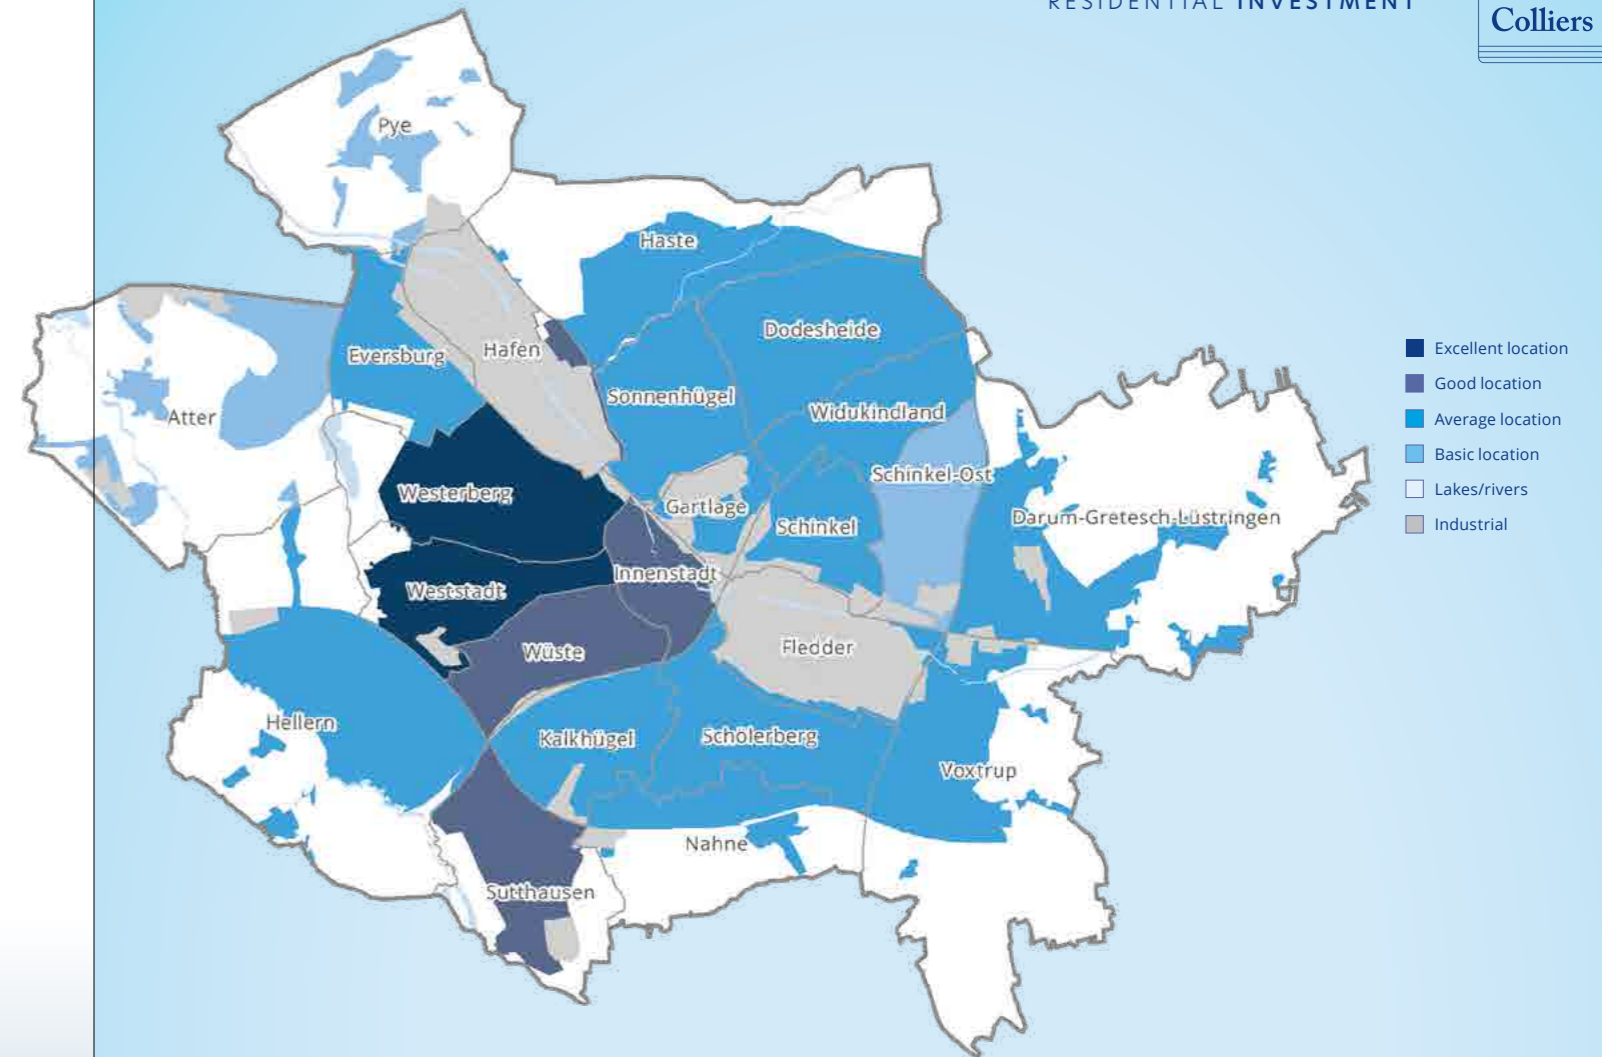 RESIDENTIAL INVESTMENT
Colliers
Pye
Haste
Dodesheide
Eversburg
Hafen
Sonnenhügel
Widukindland
Atter
Schinkel-Ost
Westerberg
Gartlage
Schinkel
Darum-Gretesch-Lüstringen
Innenstadt
Weststadt
Wüste
Fledder
Hellern
Kalkhügel
Schölerberg
Voxtrup
Nahne
Sutthausen
Excellent location
Good location
Average location
Basic location
Lakes/rivers
Industrial